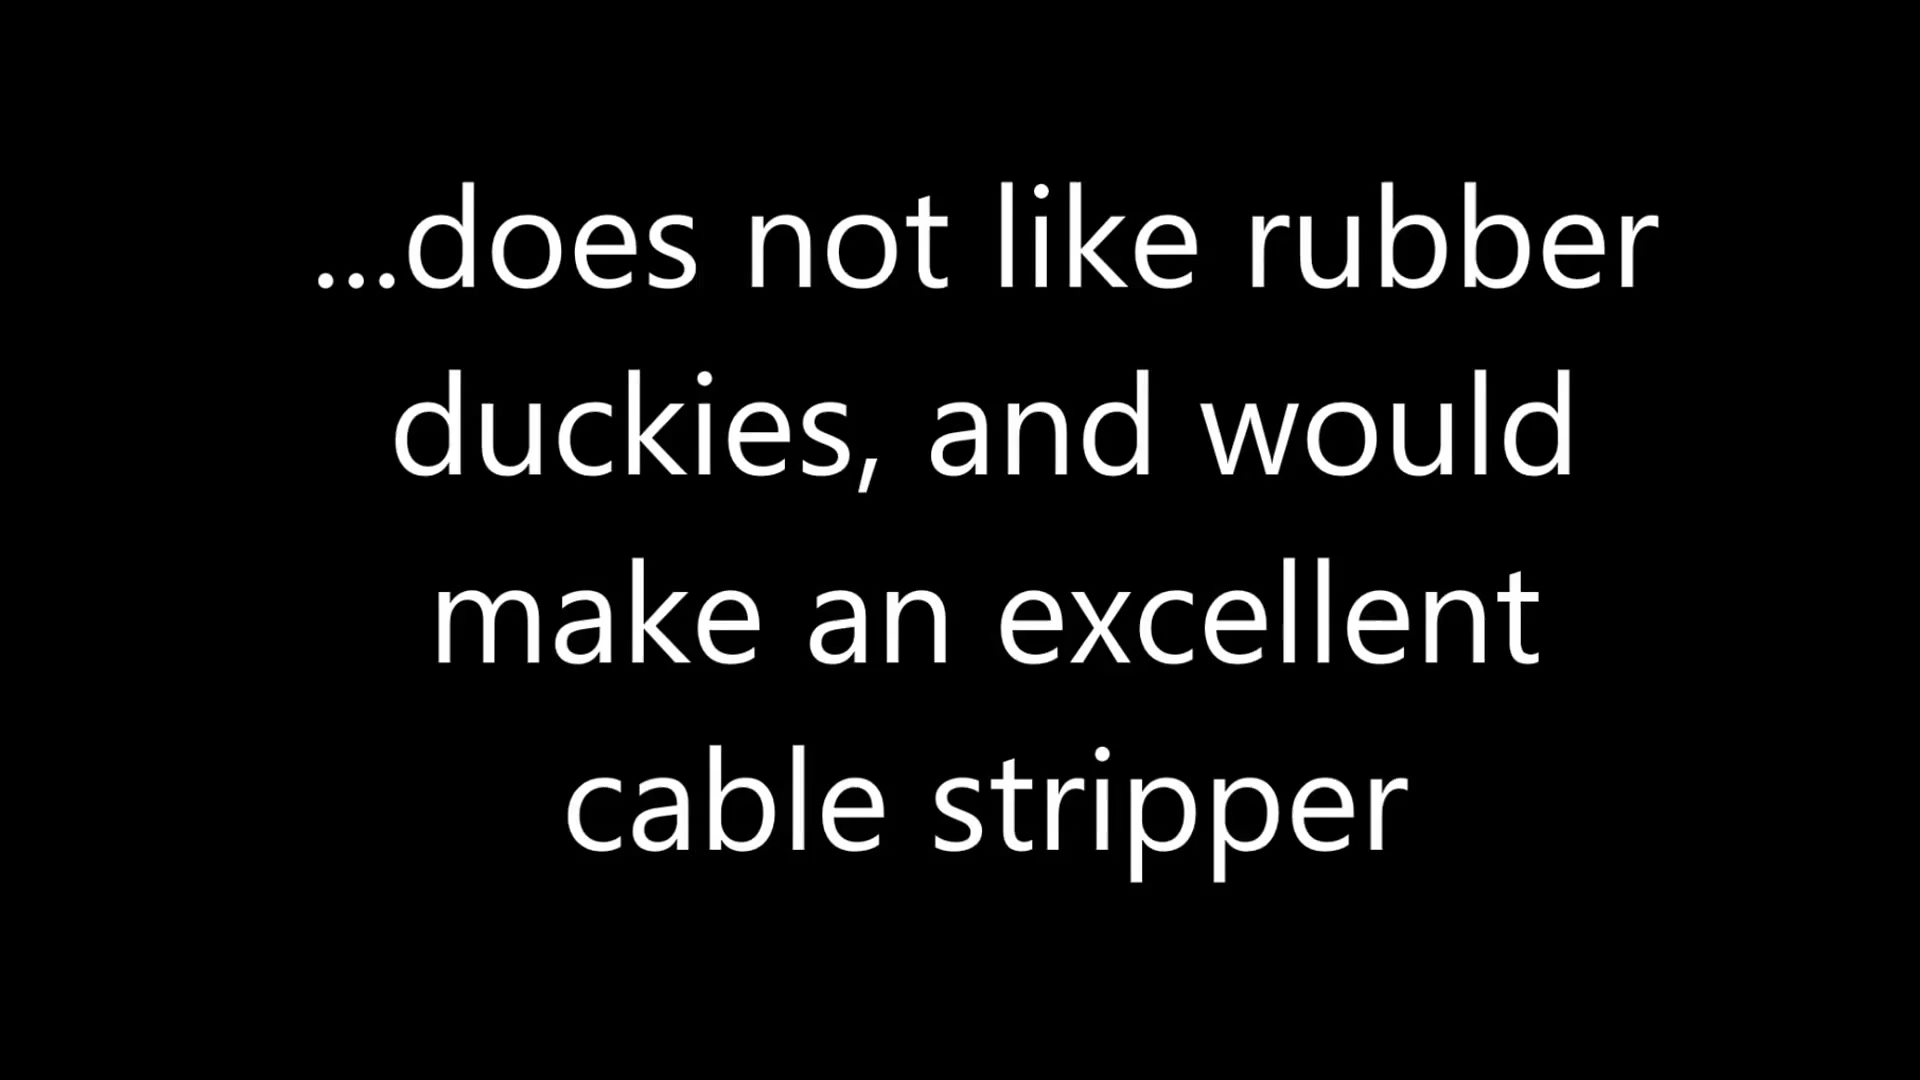 ...does not like rubber
duckies, and would
make an excellent
cable stripper